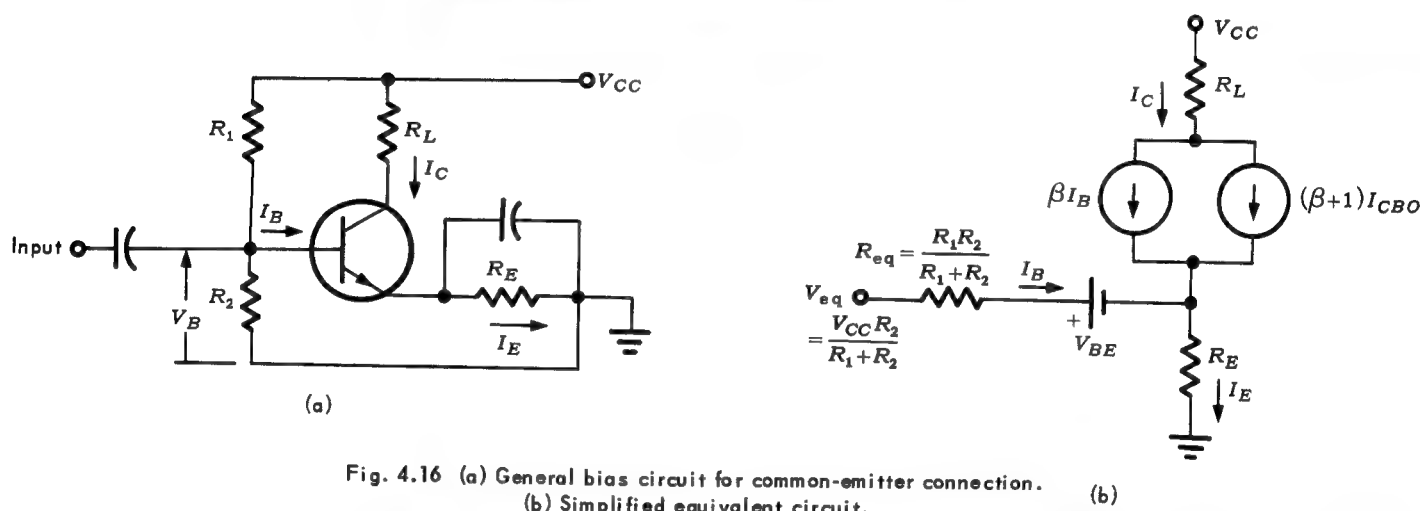 V_CC
R_1
R_L
I_C
I_B
Input
R_2
V_B
R_E
I_E
(a)
V_CC
R_L
I_C
βI_B
(β+1)I_CBO
R_eq = R_1R_2 / R_1+R_2
I_B
V_eq
= V_CC R_2 / R_1+R_2
+
V_BE
R_E
I_E
(b)
Fig. 4.16 (a) General bias circuit for common-emitter connection.
(b) Simplified equivalent circuit.